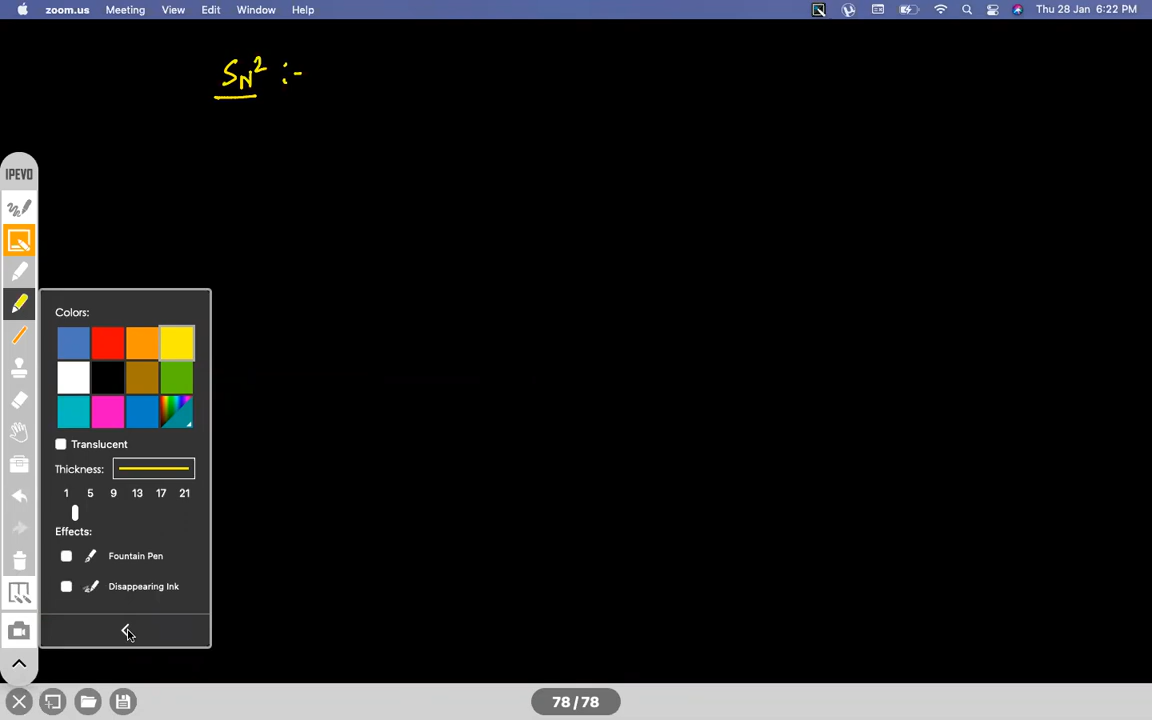 zoom.us Meeting View Edit Window Help Thu 28 Jan 6:22 PM
SN2 :-
IPEVO
Colors:
Translucent
Thickness:
1 5 9 13 17 21
Effects:
Fountain Pen
Disappearing Ink
78 / 78